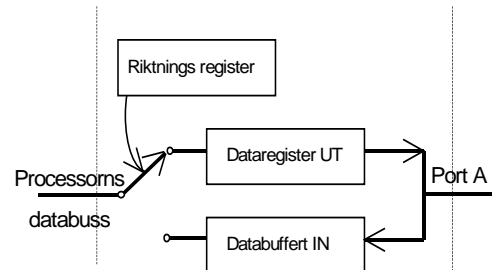 Riktnings register
Dataregister UT
Processorns
databuss
Port A
Databuffert IN